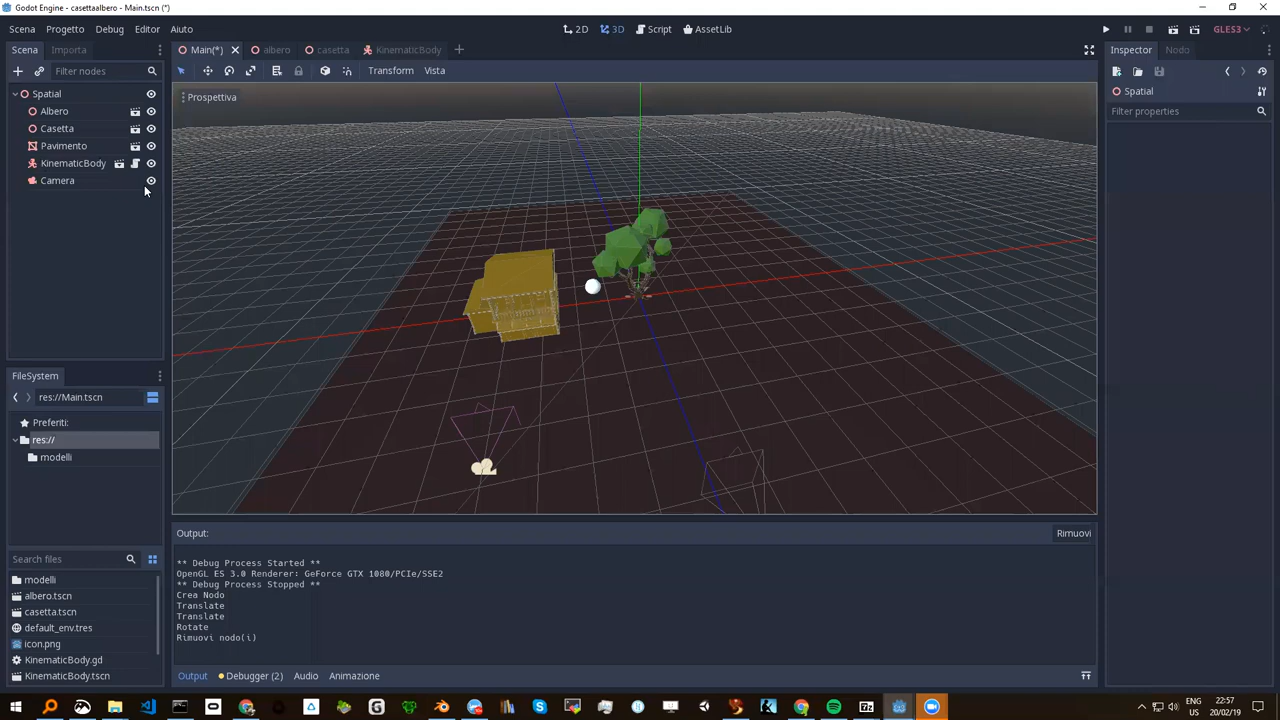 Godot Engine - casettaalbero - Main.tscn (*)
Scena Progetto Debug Editor Aiuto
2D 3D Script AssetLib
GLES3
Scena Importa
Main(*) albero casetta KinematicBody
Inspector Nodo
Filter nodes
Transform Vista
Spatial
Spatial
Prospettiva
Filter properties
Albero
Casetta
Pavimento
KinematicBody
Camera
FileSystem
res://Main.tscn
Preferiti:
res://
modelli
Search files
modelli
albero.tscn
casetta.tscn
default_env.tres
icon.png
KinematicBody.gd
KinematicBody.tscn
Output:
Rimuovi
** Debug Process Started **
OpenGL ES 3.0 Renderer: GeForce GTX 1080/PCIe/SSE2
** Debug Process Stopped **
Crea Nodo
Translate
Translate
Rotate
Rimuovi nodo(i)
Output Debugger (2) Audio Animazione
ENG
22:57
20/02/19